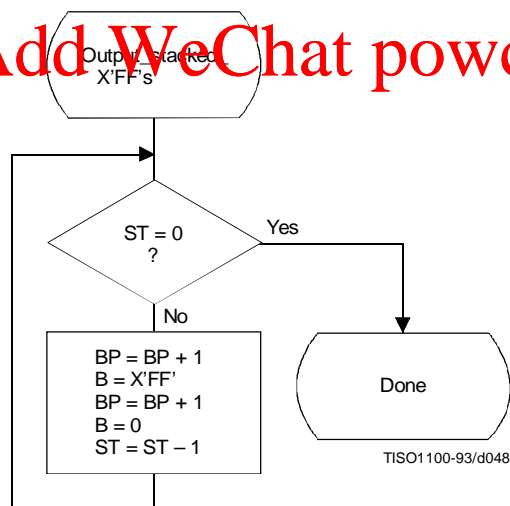 Add WeChat powc
Output_stacked_
X'FF's
ST = 0
?
Yes
No
BP = BP + 1
B = X'FF'
BP = BP + 1
B = 0
ST = ST – 1
Done
TISO1100-93/d048